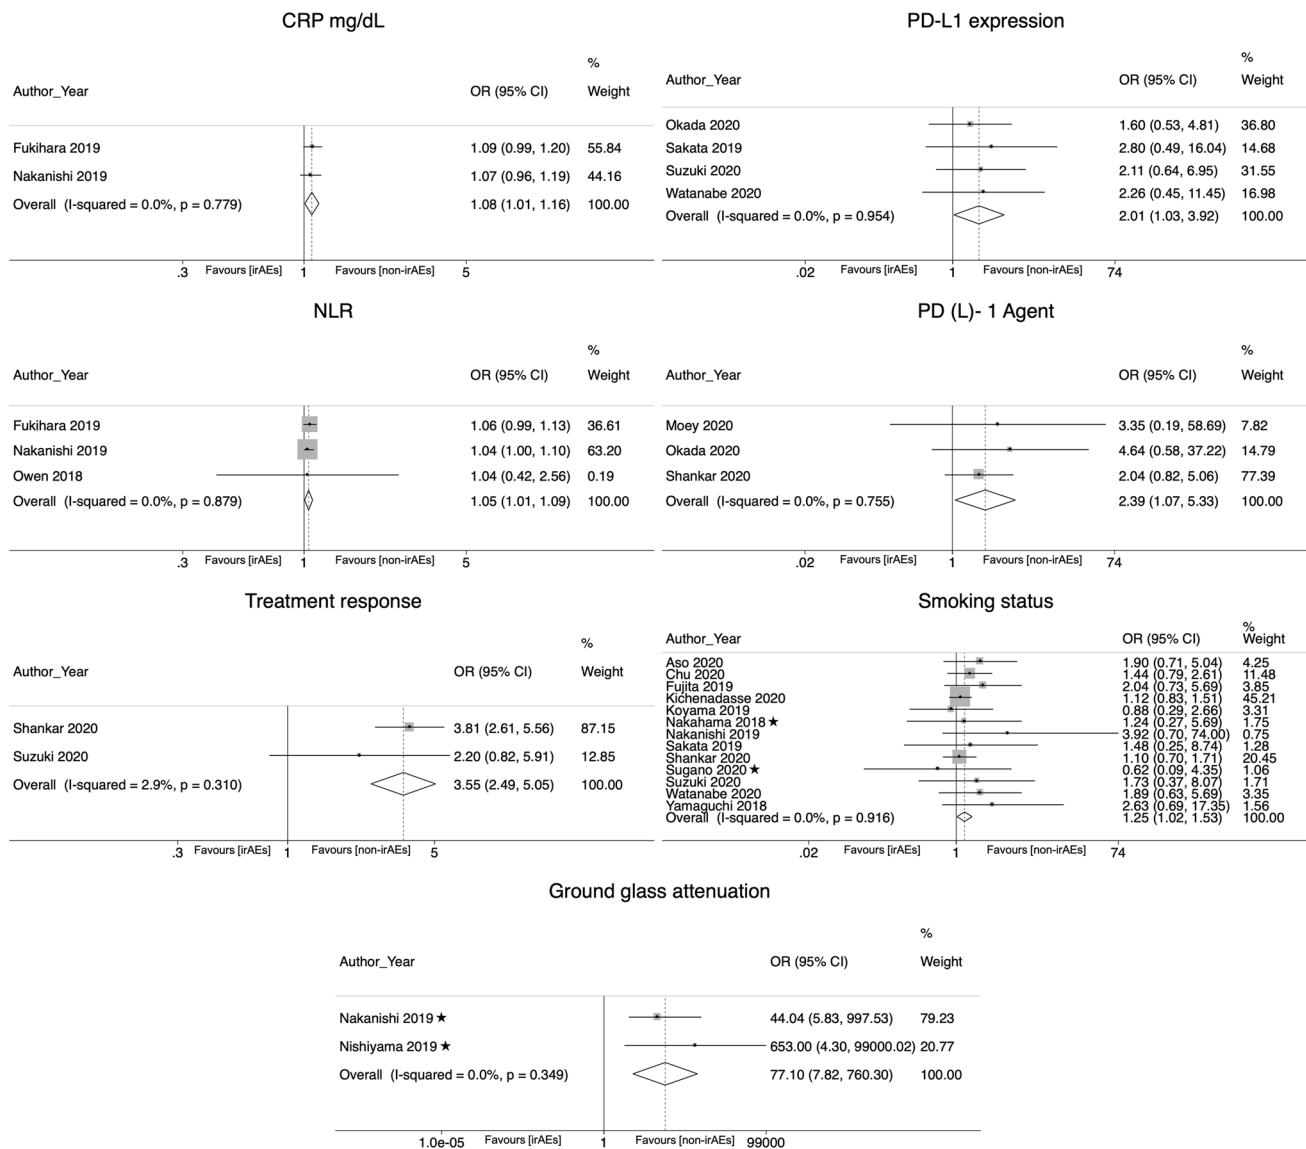 CRP mg/dL
%
Author_Year OR (95% CI) Weight
Fukihara 2019 1.09 (0.99, 1.20) 55.84
Nakanishi 2019 1.07 (0.96, 1.19) 44.16
Overall (I-squared = 0.0%, p = 0.779) 1.08 (1.01, 1.16) 100.00
.3 Favours [irAEs] 1 Favours [non-irAEs] 5
PD-L1 expression
%
Author_Year OR (95% CI) Weight
Okada 2020 1.60 (0.53, 4.81) 36.80
Sakata 2019 2.80 (0.49, 16.04) 14.68
Suzuki 2020 2.11 (0.64, 6.95) 31.55
Watanabe 2020 2.26 (0.45, 11.45) 16.98
Overall (I-squared = 0.0%, p = 0.954) 2.01 (1.03, 3.92) 100.00
.02 Favours [irAEs] 1 Favours [non-irAEs] 74
NLR
%
Author_Year OR (95% CI) Weight
Fukihara 2019 1.06 (0.99, 1.13) 36.61
Nakanishi 2019 1.04 (1.00, 1.10) 63.20
Owen 2018 1.04 (0.42, 2.56) 0.19
Overall (I-squared = 0.0%, p = 0.879) 1.05 (1.01, 1.09) 100.00
.3 Favours [irAEs] 1 Favours [non-irAEs] 5
PD (L)- 1 Agent
%
Author_Year OR (95% CI) Weight
Moey 2020 3.35 (0.19, 58.69) 7.82
Okada 2020 4.64 (0.58, 37.22) 14.79
Shankar 2020 2.04 (0.82, 5.06) 77.39
Overall (I-squared = 0.0%, p = 0.755) 2.39 (1.07, 5.33) 100.00
.02 Favours [irAEs] 1 Favours [non-irAEs] 74
Treatment response
%
Author_Year OR (95% CI) Weight
Shankar 2020 3.81 (2.61, 5.56) 87.15
Suzuki 2020 2.20 (0.82, 5.91) 12.85
Overall (I-squared = 2.9%, p = 0.310) 3.55 (2.49, 5.05) 100.00
.3 Favours [irAEs] 1 Favours [non-irAEs] 5
Smoking status
%
Author_Year OR (95% CI) Weight
Aso 2020 1.90 (0.71, 5.04) 4.25
Chu 2020 1.44 (0.79, 2.61) 11.48
Fujita 2019 2.04 (0.73, 5.69) 3.85
Kichenadasse 2020 1.12 (0.83, 1.51) 45.21
Koyama 2019 0.88 (0.29, 2.66) 3.31
Nakahama 2018★ 1.24 (0.27, 5.69) 1.75
Nakanishi 2019 3.92 (0.70, 74.00) 0.75
Sakata 2019 1.48 (0.25, 8.74) 1.28
Shankar 2020 1.10 (0.70, 1.71) 20.45
Sugano 2020★ 0.62 (0.09, 4.35) 1.06
Suzuki 2020 1.73 (0.37, 8.07) 1.71
Watanabe 2020 1.89 (0.63, 5.69) 3.35
Yamaguchi 2018 2.63 (0.69, 17.35) 1.56
Overall (I-squared = 0.0%, p = 0.916) 1.25 (1.02, 1.53) 100.00
.02 Favours [irAEs] 1 Favours [non-irAEs] 74
Ground glass attenuation
%
Author_Year OR (95% CI) Weight
Nakanishi 2019★ 44.04 (5.83, 997.53) 79.23
Nishiyama 2019★ 653.00 (4.30, 99000.02) 20.77
Overall (I-squared = 0.0%, p = 0.349) 77.10 (7.82, 760.30) 100.00
1.0e-05 Favours [irAEs] 1 Favours [non-irAEs] 99000